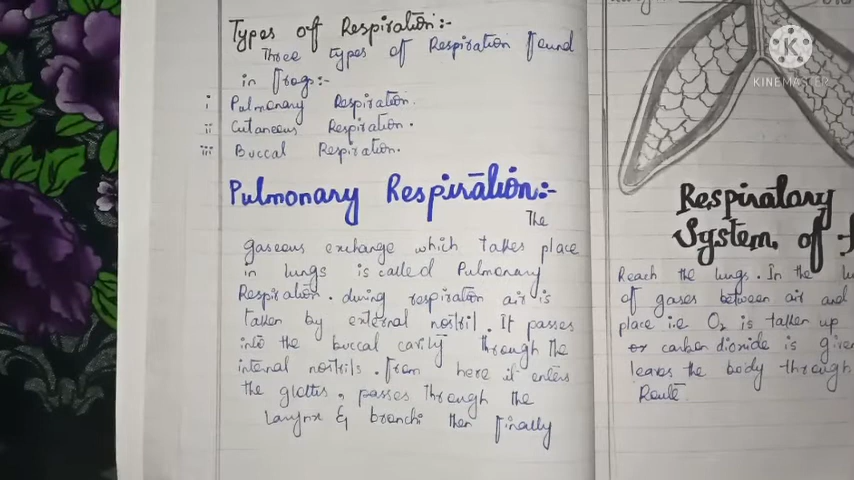 Types of Respiration:-
Three types of Respiration found
in frogs:-
i Pulmonary Respiration.
ii Cutaneous Respiration.
iii Buccal Respiration.
Pulmonary Respiration:-
The
gaseous exchange which takes place
in lungs is called Pulmonary
Respiration. during respiration air is
taken by external nostril. It passes
into the buccal cavity through the
internal nostrils. From here it enters
the glottis, passes through the
Larynx & bronchi then finally
KINEMASTER
Respiratory
System of
Reach the lungs. In the
of gases between air and
place i.e O2 is taken up
or carbon dioxide is given
leaves the body through
Route